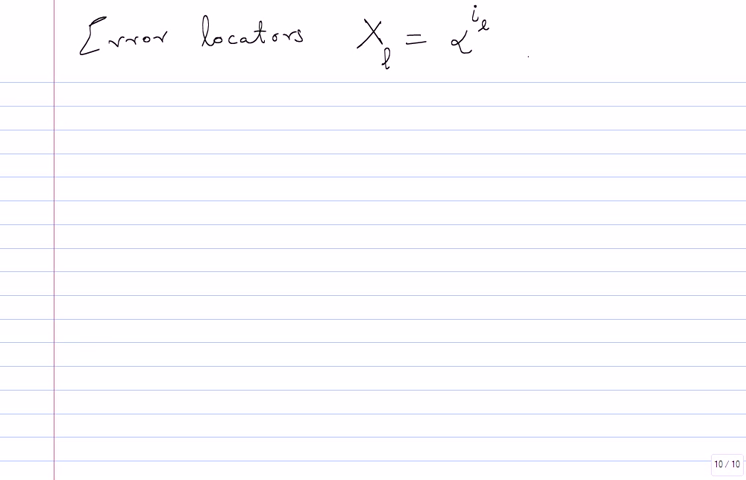 Error locators X_l = α^{i_l}
10 / 10